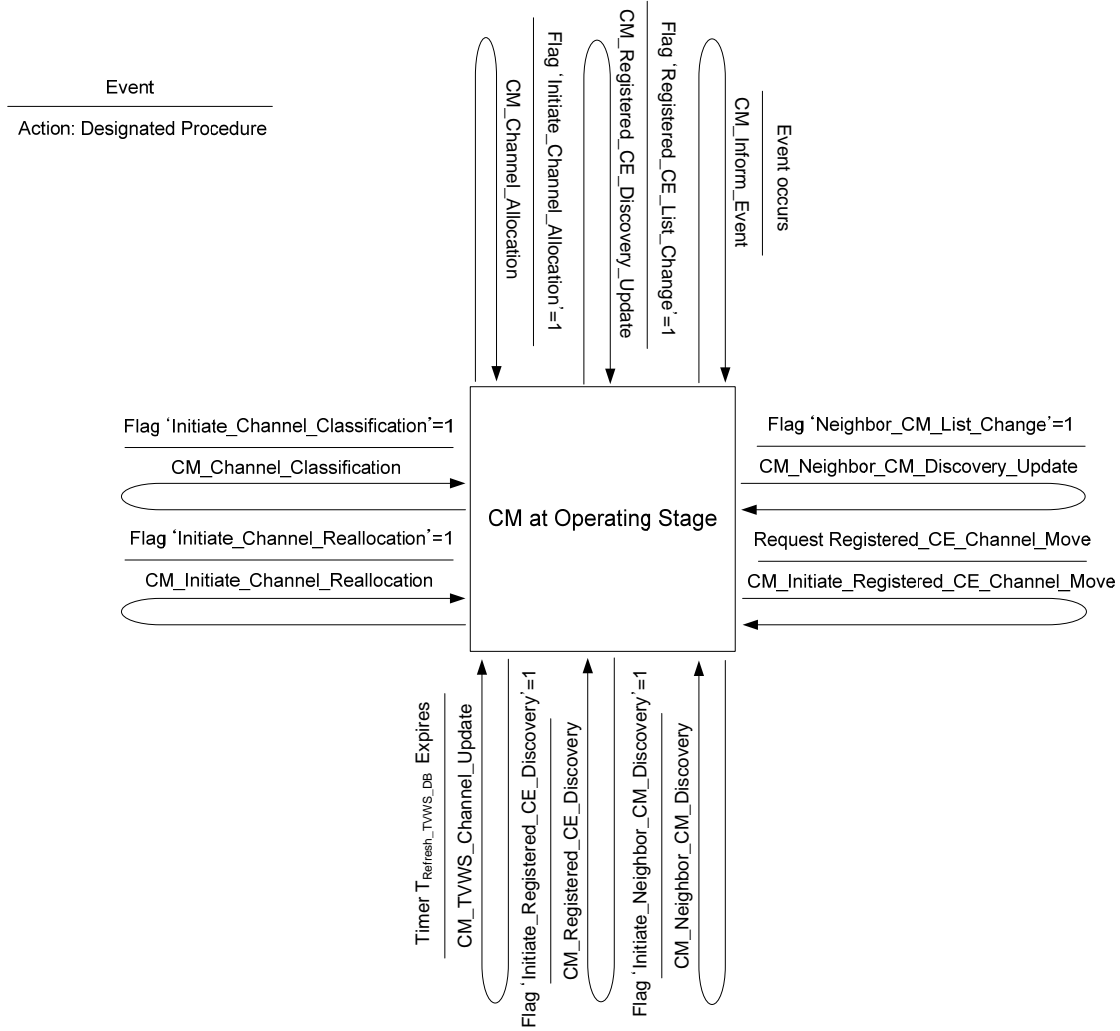 Event
Action: Designated Procedure
CM_Channel_Allocation
Flag ‘Initiate_Channel_Allocation’=1
CM_Registered_CE_Discovery_Update
Flag ‘Registered_CE_List_Change’=1
CM_Inform_Event
Event occurs
Flag ‘Initiate_Channel_Classification’=1
CM_Channel_Classification
Flag ‘Initiate_Channel_Reallocation’=1
CM_Initiate_Channel_Reallocation
CM at Operating Stage
Flag ‘Neighbor_CM_List_Change’=1
CM_Neighbor_CM_Discovery_Update
Request Registered_CE_Channel_Move
CM_Initiate_Registered_CE_Channel_Move
Timer TRefresh_TVWS_DB Expires
CM_TVWS_Channel_Update
Flag ‘Initiate_Registered_CE_Discovery’=1
CM_Registered_CE_Discovery
Flag ‘Initiate_Neighbor_CM_Discovery’=1
CM_Neighbor_CM_Discovery